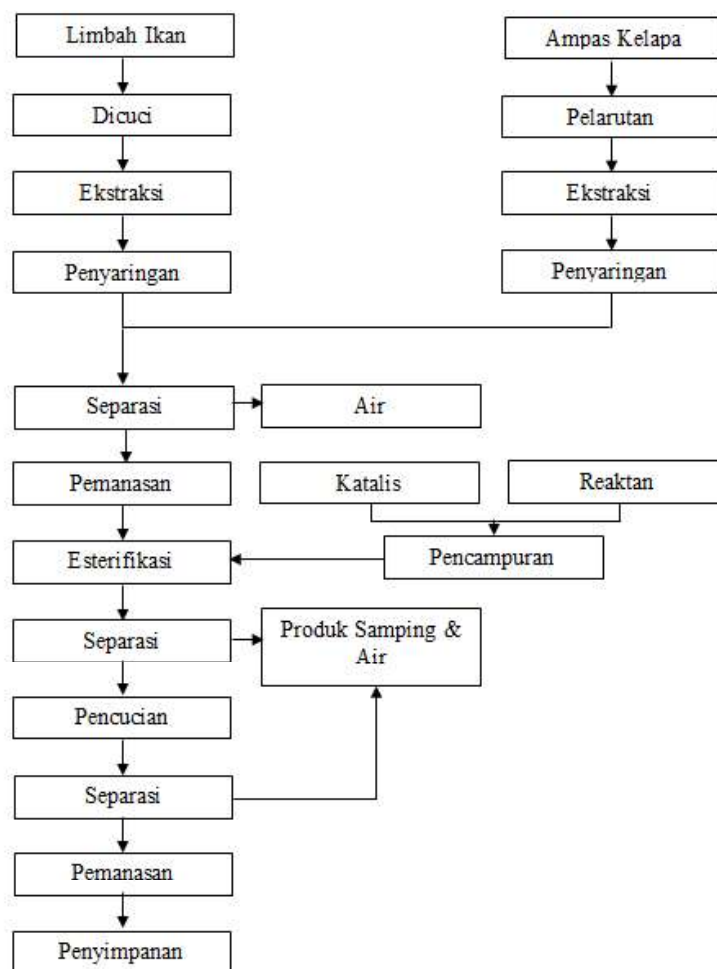 Limbah Ikan
Ampas Kelapa
Dicuci
Pelarutan
Ekstraksi
Ekstraksi
Penyaringan
Penyaringan
Separasi
Air
Pemanasan
Katalis
Reaktan
Esterifikasi
Pencampuran
Separasi
Produk Samping &
Air
Pencucian
Separasi
Pemanasan
Penyimpanan